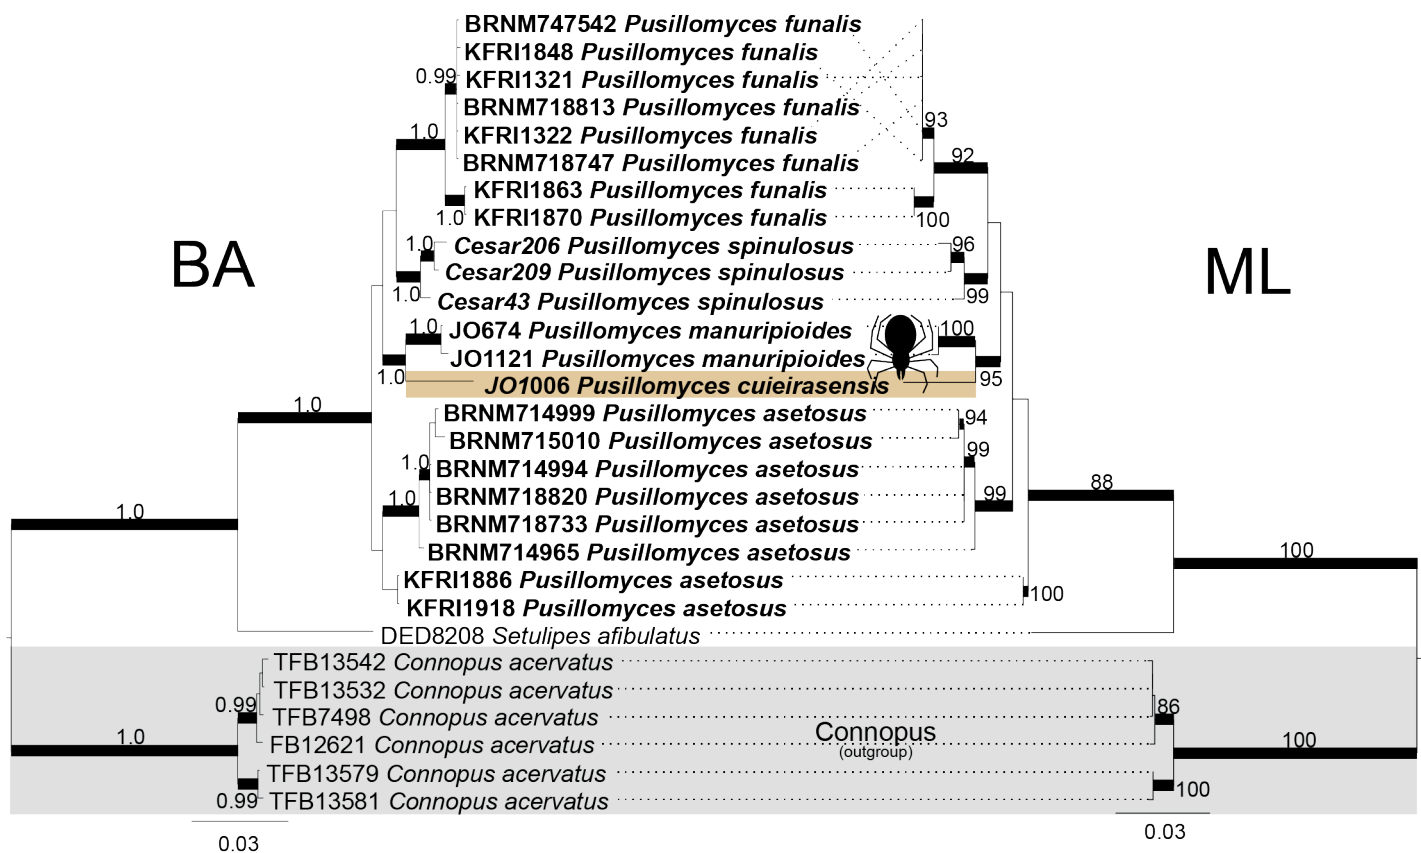 BRNM747542 Pusillomyces funalis
KFRI1848 Pusillomyces funalis
0.99 KFRI1321 Pusillomyces funalis
BRNM718813 Pusillomyces funalis
93
1.0 KFRI1322 Pusillomyces funalis
BRNM718747 Pusillomyces funalis 92
KFRI1863 Pusillomyces funalis
1.0 KFRI1870 Pusillomyces funalis 100
1.0 Cesar206 Pusillomyces spinulosus 96
BA
Cesar209 Pusillomyces spinulosus
ML
1.0 Cesar43 Pusillomyces spinulosus 99
1.0 JO674 Pusillomyces manuripioides 100
JO1121 Pusillomyces manuripioides
1.0 JO1006 Pusillomyces cuieirasensis 95
1.0 BRNM714999 Pusillomyces asetosus 94
BRNM715010 Pusillomyces asetosus 99
1.0 BRNM714994 Pusillomyces asetosus
88
1.0 BRNM718820 Pusillomyces asetosus 99
1.0 BRNM718733 Pusillomyces asetosus
BRNM714965 Pusillomyces asetosus 100
KFRI1886 Pusillomyces asetosus
100
KFRI1918 Pusillomyces asetosus
DED8208 Setulipes afibulatus
TFB13542 Connopus acervatus
TFB13532 Connopus acervatus
0.99 86
TFB7498 Connopus acervatus
Connopus
1.0 FB12621 Connopus acervatus 100
(outgroup)
TFB13579 Connopus acervatus
0.99 TFB13581 Connopus acervatus 100
0.03 0.03